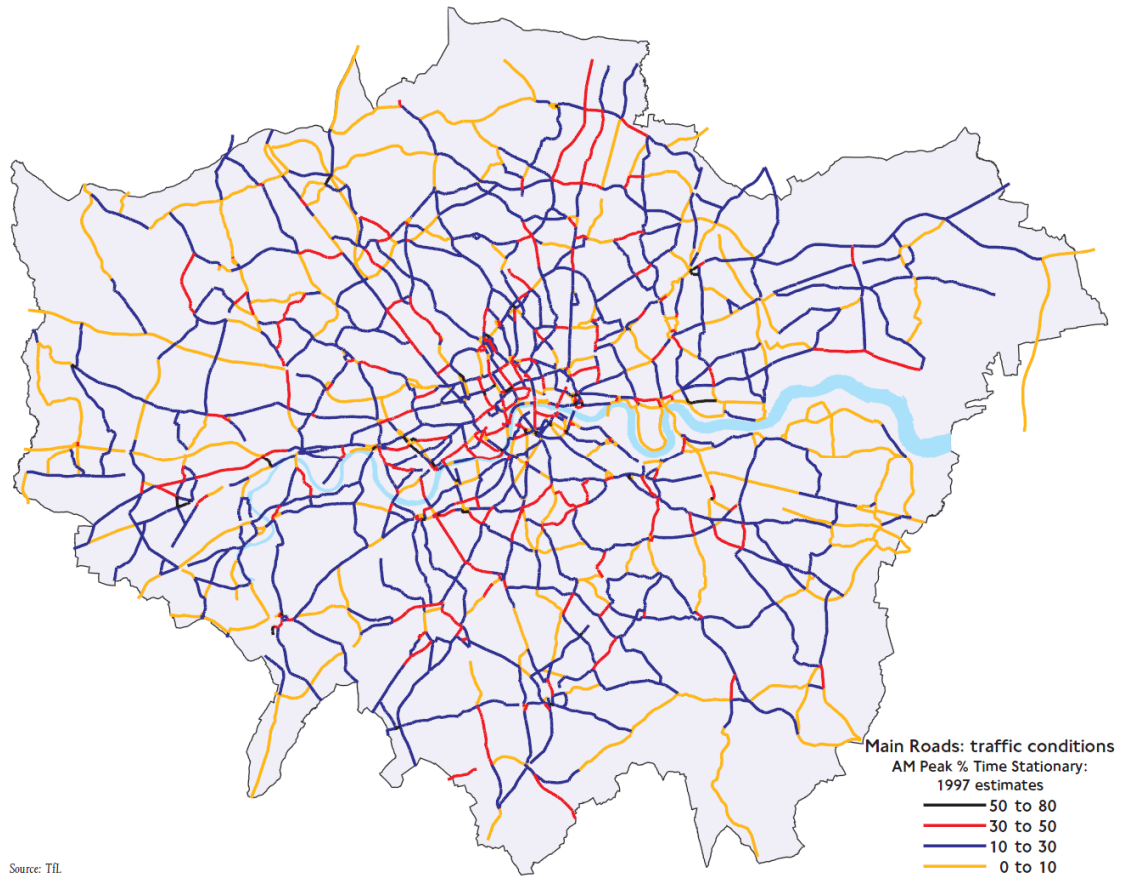 Main Roads: traffic conditions
AM Peak % Time Stationary:
1997 estimates
50 to 80
30 to 50
10 to 30
0 to 10
Source: TfL